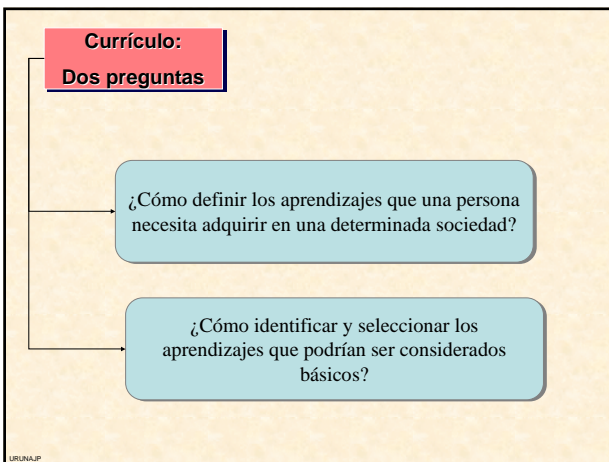 Currículo:
Dos preguntas
¿Cómo definir los aprendizajes que una persona
necesita adquirir en una determinada sociedad?
¿Cómo identificar y seleccionar los
aprendizajes que podrían ser considerados
básicos?
URUNAJP